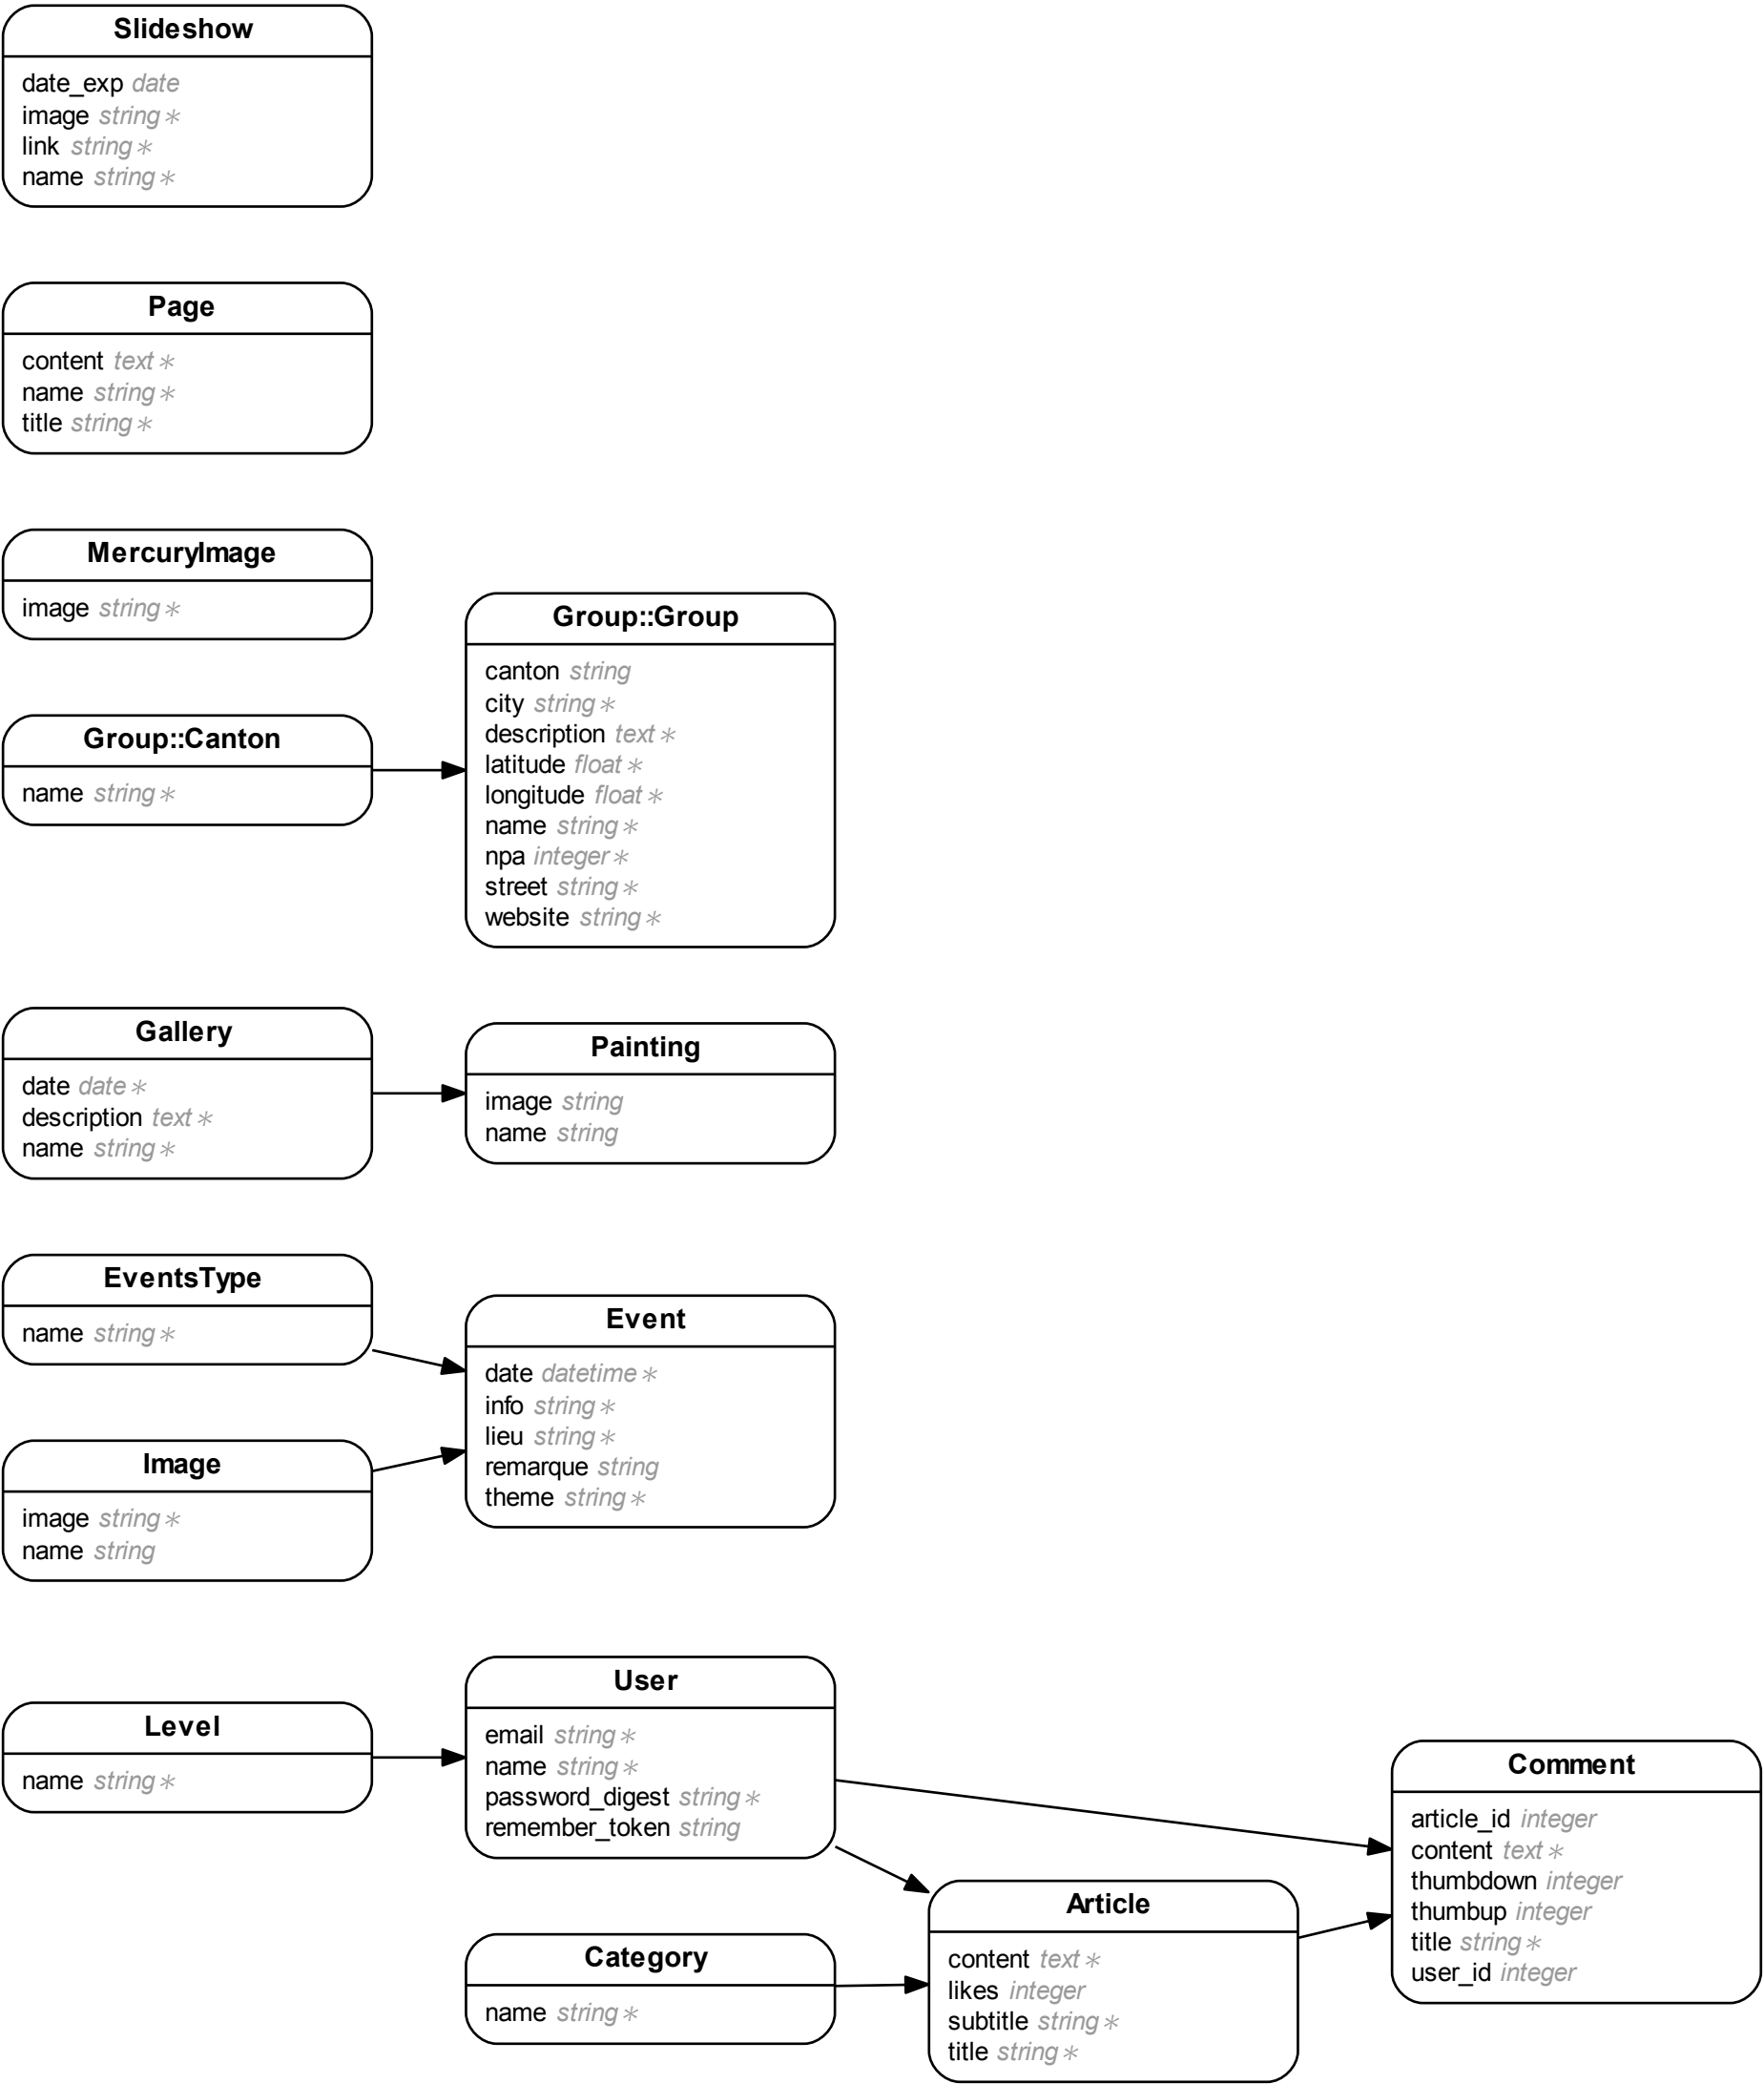 Slideshow
date_exp date
image string ∗
link string ∗
name string ∗
Page
content text ∗
name string ∗
title string ∗
MercuryImage
image string ∗
Group::Canton
name string ∗
Group::Group
canton string
city string ∗
description text ∗
latitude float ∗
longitude float ∗
name string ∗
npa integer ∗
street string ∗
website string ∗
Gallery
date date ∗
description text ∗
name string ∗
Painting
image string
name string
EventsType
name string ∗
Event
date datetime ∗
info string ∗
lieu string ∗
remarque string
theme string ∗
Image
image string ∗
name string
Level
name string ∗
User
email string ∗
name string ∗
password_digest string ∗
remember_token string
Comment
article_id integer
content text ∗
thumbdown integer
thumbup integer
title string ∗
user_id integer
Category
name string ∗
Article
content text ∗
likes integer
subtitle string ∗
title string ∗